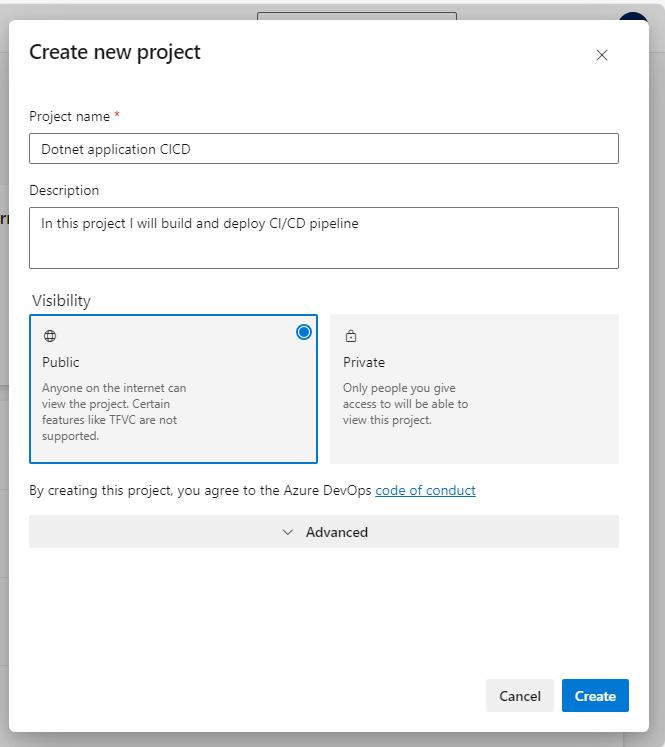 Create new project
Project name *
Dotnet application CICD
Description
In this project I will build and deploy CI/CD pipeline
Visibility
Public
Anyone on the internet can
view the project. Certain
features like TFVC are not
supported.
Private
Only people you give
access to will be able to
view this project.
By creating this project, you agree to the Azure DevOps code of conduct
Advanced
Cancel
Create